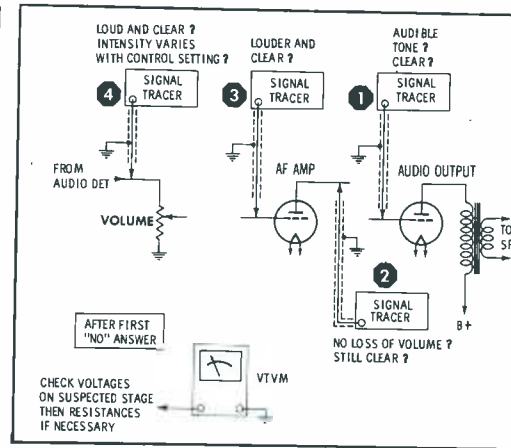 LOUD AND CLEAR ?
INTENSITY VARIES
WITH CONTROL SETTING ?
4
SIGNAL
TRACER
LOUDER AND
CLEAR ?
3
SIGNAL
TRACER
AUDIBLE
TONE ?
CLEAR ?
1
SIGNAL
TRACER
FROM
AUDIO DET
VOLUME
AF AMP
AUDIO OUTPUT
TO
2
SIGNAL
TRACER
B+
NO LOSS OF VOLUME ?
STILL CLEAR ?
AFTER FIRST
"NO" ANSWER
VTVM
CHECK VOLTAGES
ON SUSPECTED STAGE
THEN RESISTANCES
IF NECESSARY